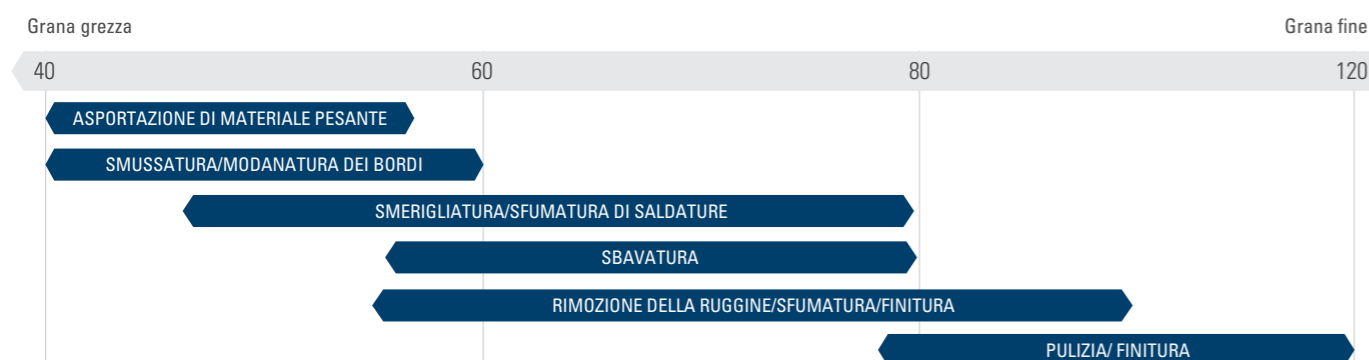 Grana grezza
Grana fine
40 60 80 120
ASPORTAZIONE DI MATERIALE PESANTE
SMUSSATURA/MODANATURA DEI BORDI
SMERIGLIATURA/SFUMATURA DI SALDATURE
SBAVATURA
RIMOZIONE DELLA RUGGINE/SFUMATURA/FINITURA
PULIZIA/ FINITURA